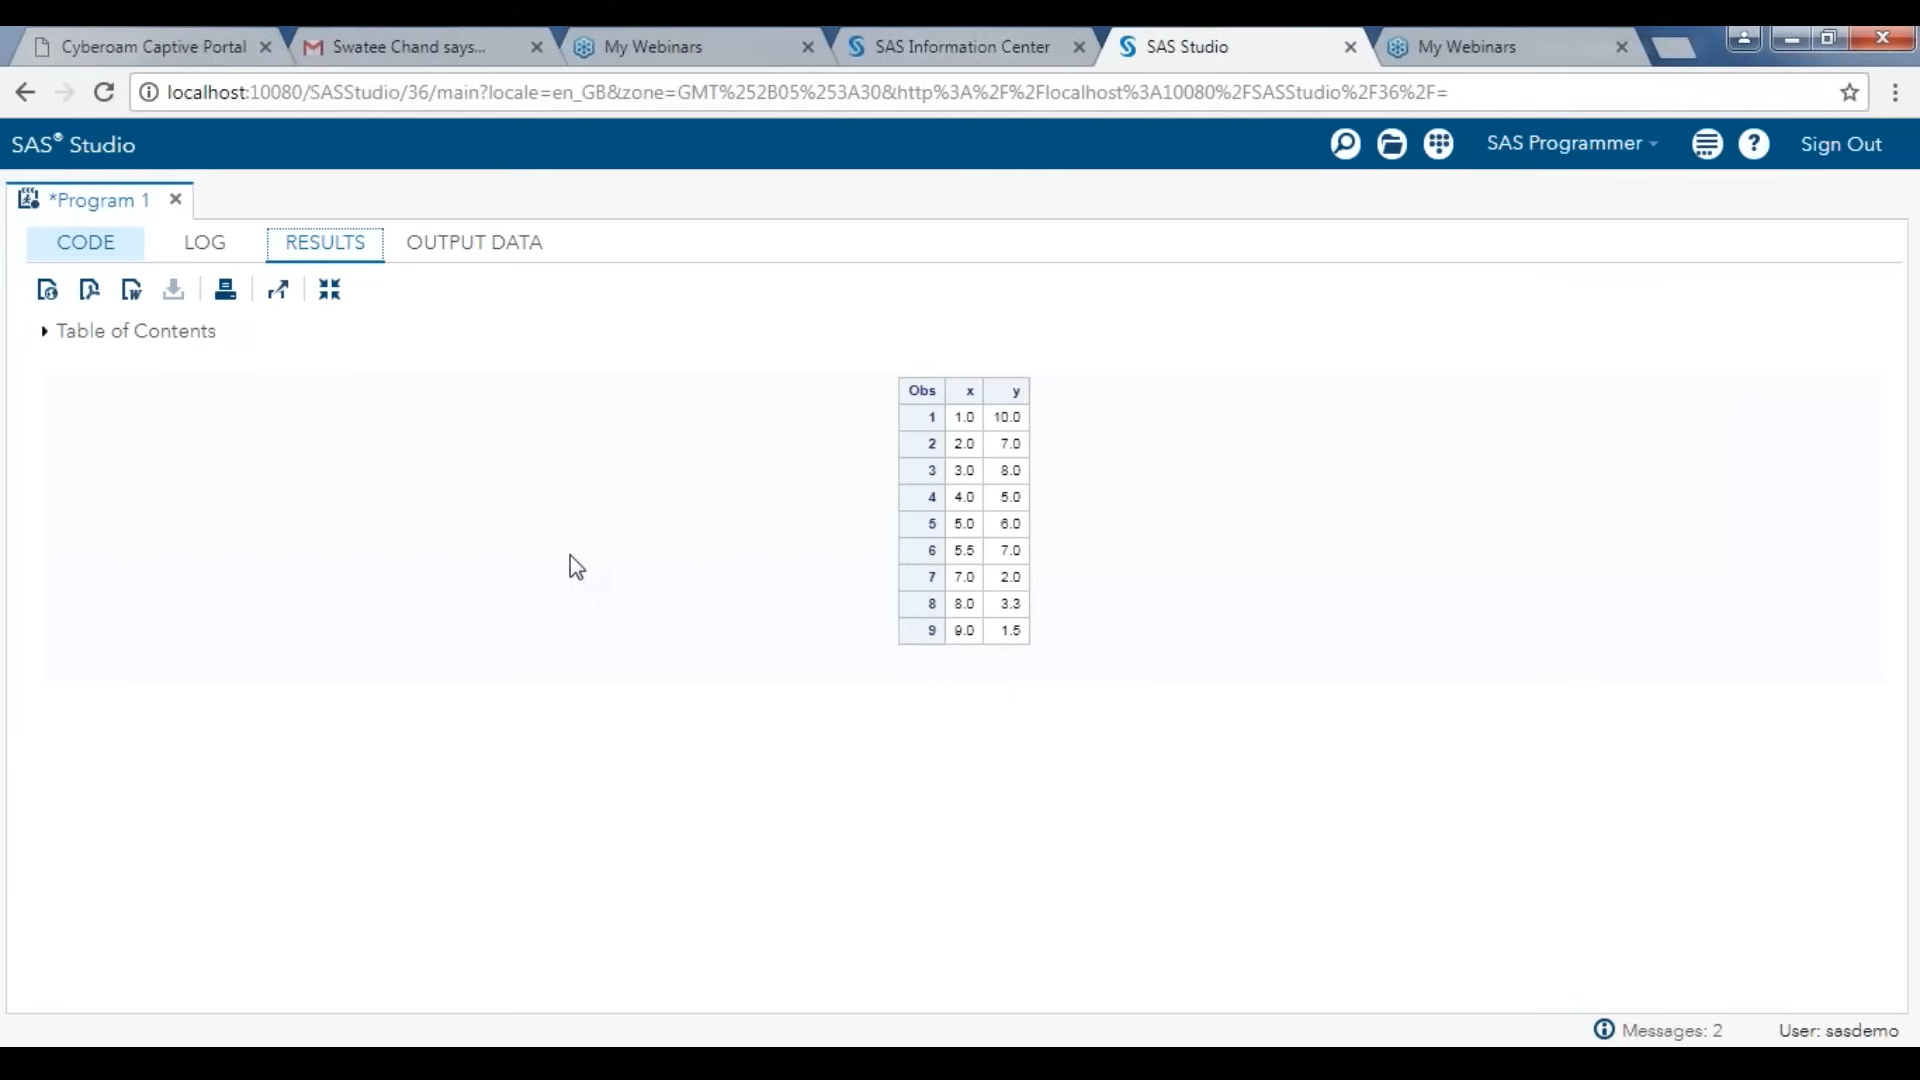 Cyberoam Captive Portal
Swatee Chand says...
My Webinars
SAS Information Center
SAS Studio
My Webinars
localhost:10080/SASStudio/36/main?locale=en_GB&zone=GMT%252B05%253A30&http%3A%2F%2Flocalhost%3A10080%2FSASStudio%2F36%2F=
SAS® Studio
SAS Programmer
Sign Out
*Program 1
CODE LOG RESULTS OUTPUT DATA
Table of Contents
Obs x y
1 1.0 10.0
2 2.0 7.0
3 3.0 8.0
4 4.0 5.0
5 5.0 6.0
6 5.5 7.0
7 7.0 2.0
8 8.0 3.3
9 9.0 1.5
Messages: 2
User: sasdemo